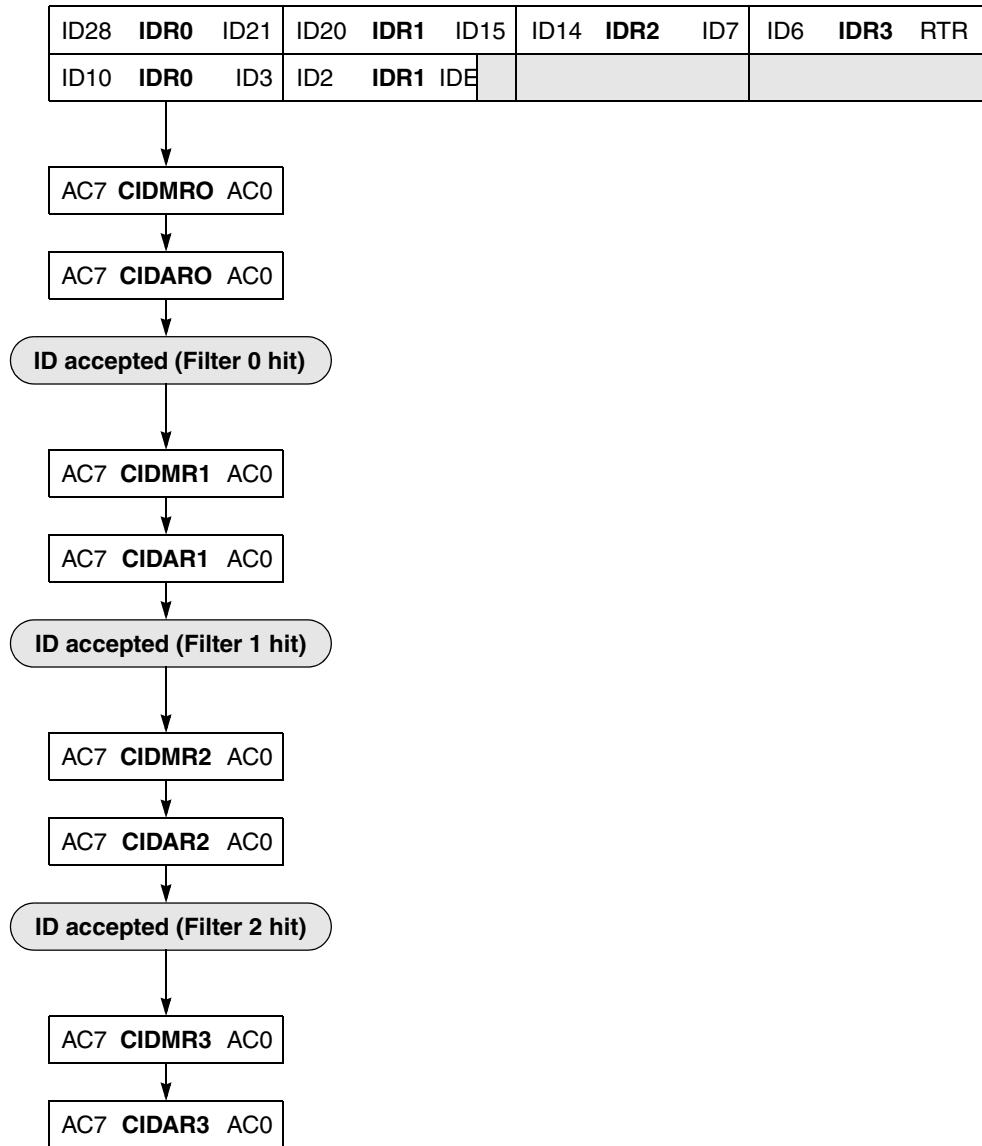 ID28 IDR0 ID21 ID20 IDR1 ID15 ID14 IDR2 ID7 ID6 IDR3 RTR
ID10 IDR0 ID3 ID2 IDR1 IDE
AC7 CIDMRO AC0
AC7 CIDARO AC0
ID accepted (Filter 0 hit)
AC7 CIDMR1 AC0
AC7 CIDAR1 AC0
ID accepted (Filter 1 hit)
AC7 CIDMR2 AC0
AC7 CIDAR2 AC0
ID accepted (Filter 2 hit)
AC7 CIDMR3 AC0
AC7 CIDAR3 AC0